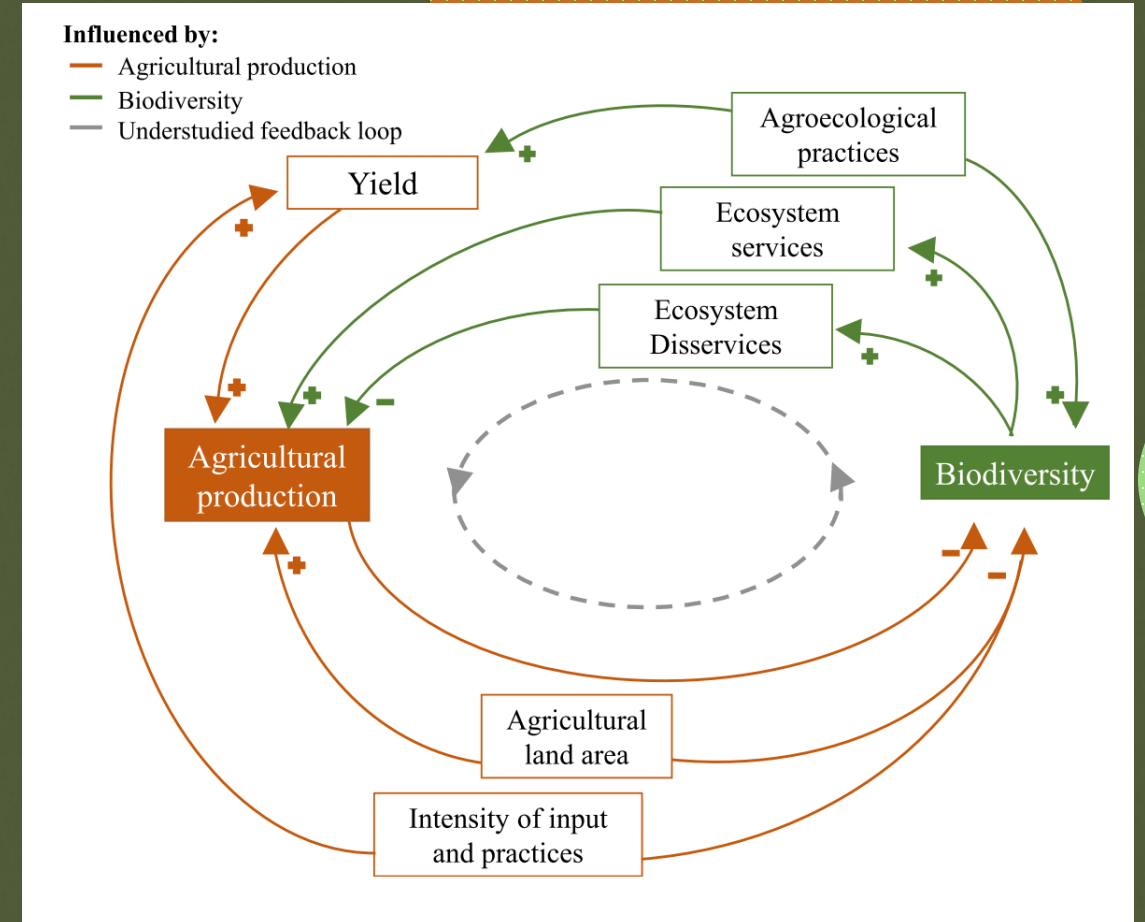 Influenced by:
Agricultural production
Biodiversity
Understudied feedback loop
Agroecological
practices
Yield
Ecosystem
services
Ecosystem
Disservices
Agricultural
production
Biodiversity
Agricultural
land area
Intensity of input
and practices